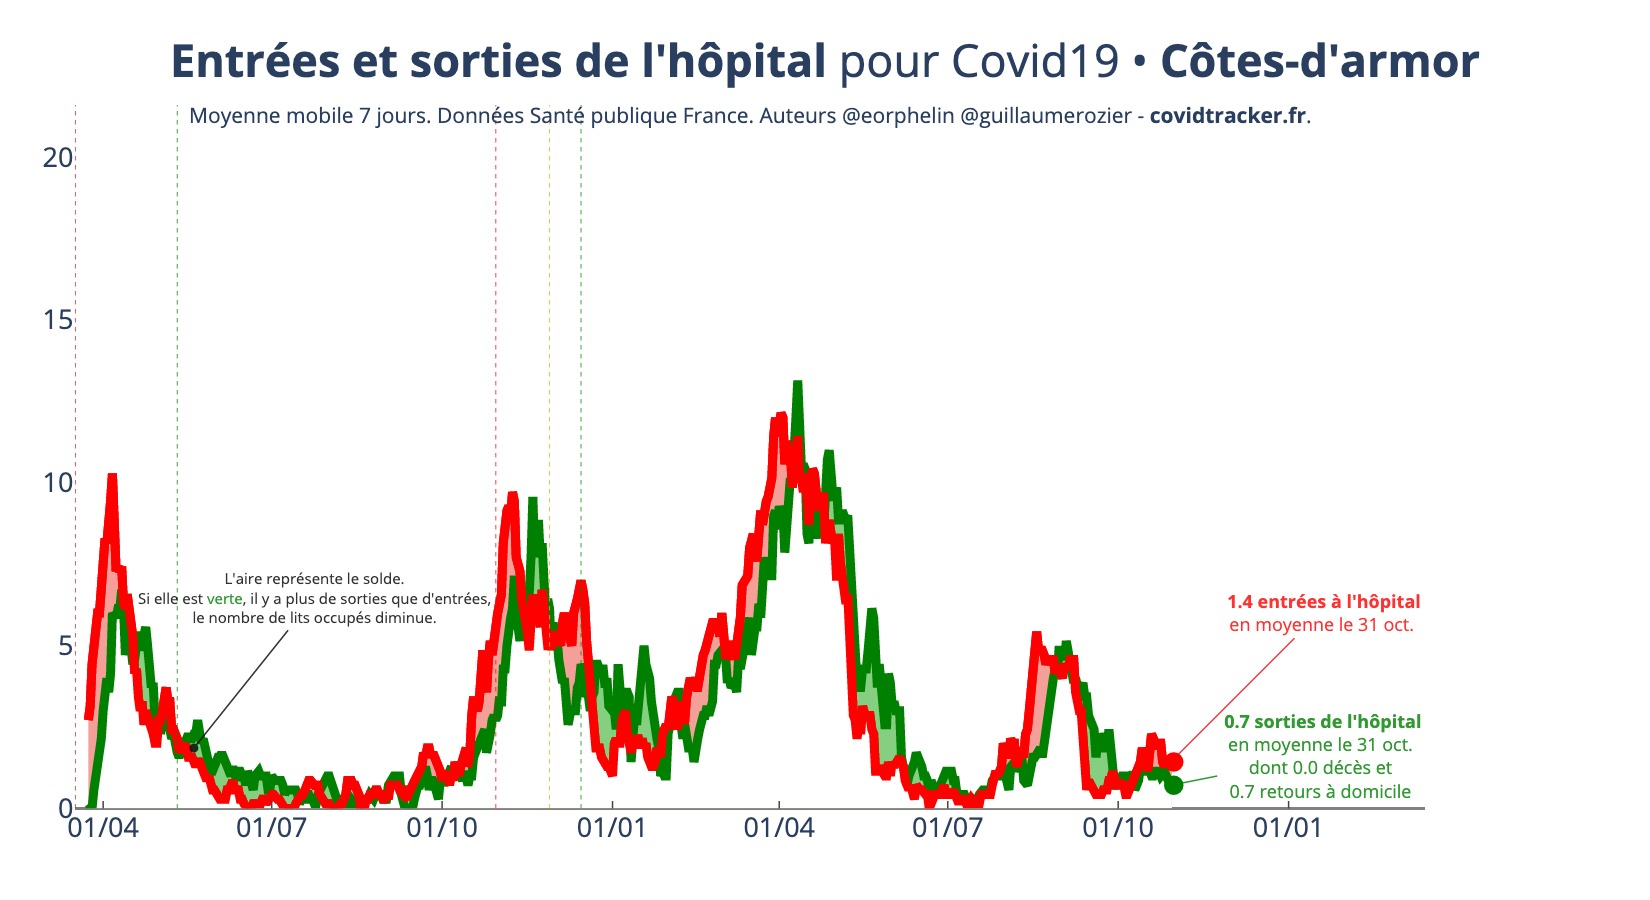 Entrées et sorties de l'hôpital pour Covid19 • Côtes-d'armor
Moyenne mobile 7 jours. Données Santé publique France. Auteurs @eorphelin @guillaumerozier - covidtracker.fr.
20
15
10
5
0
L'aire représente le solde.
Si elle est verte, il y a plus de sorties que d'entrées,
le nombre de lits occupés diminue.
1.4 entrées à l'hôpital
en moyenne le 31 oct.
0.7 sorties de l'hôpital
en moyenne le 31 oct.
dont 0.0 décès et
0.7 retours à domicile
01/04 01/07 01/10 01/01 01/04 01/07 01/10 01/01